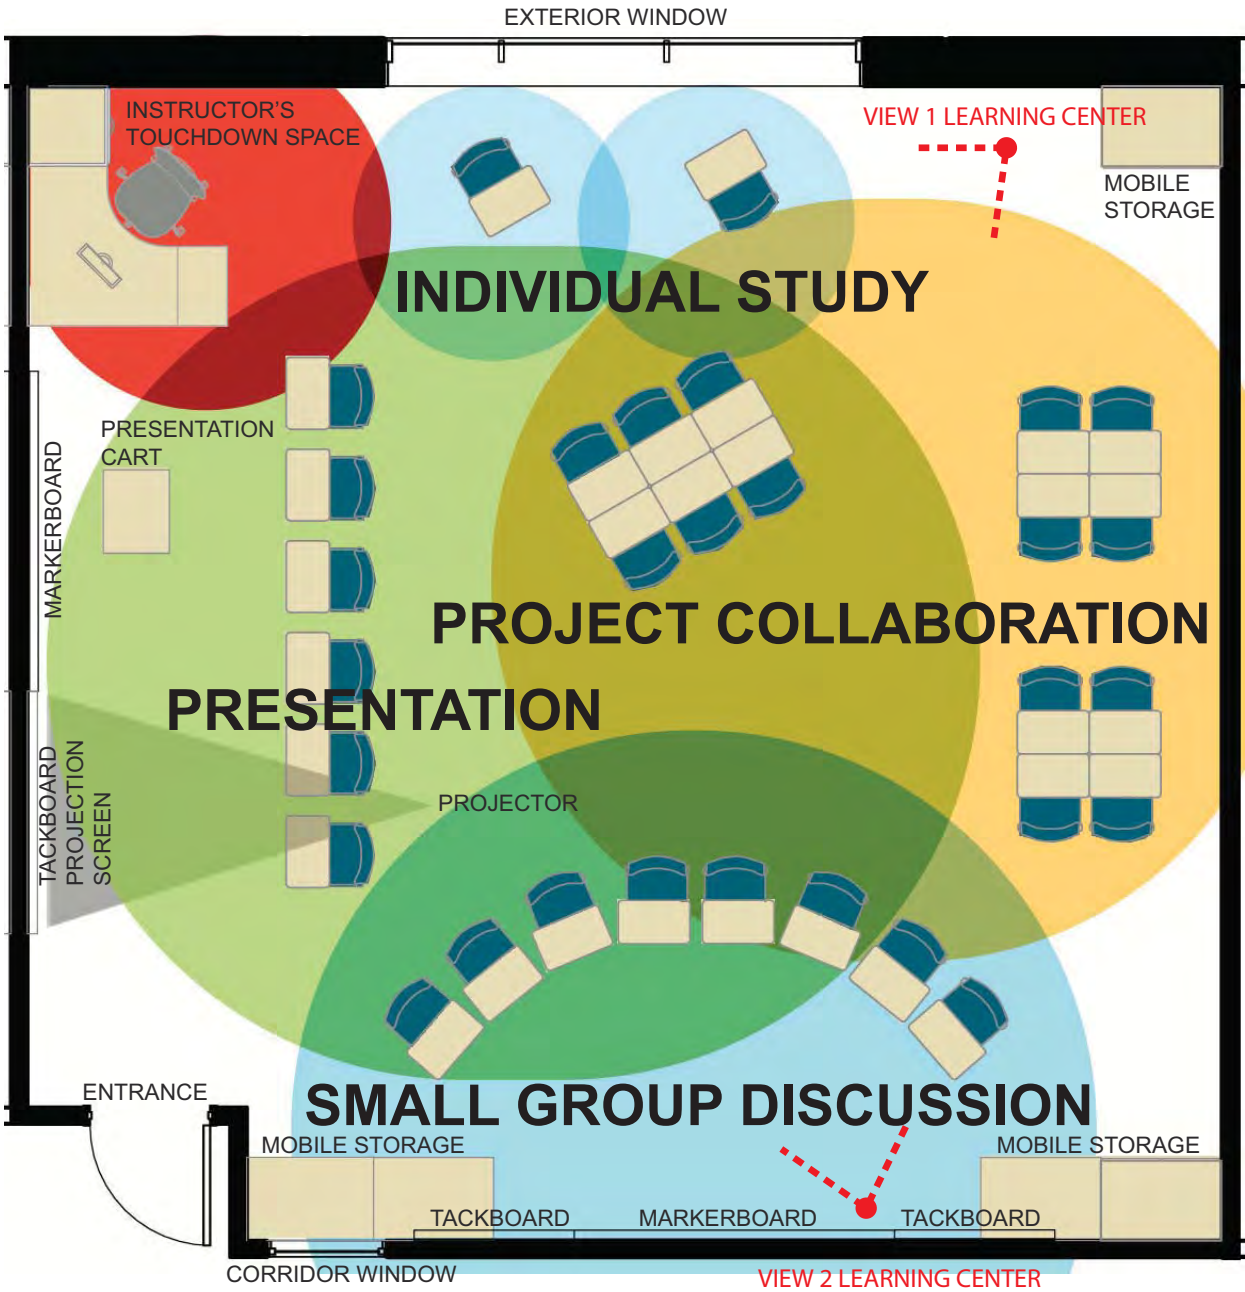 EXTERIOR WINDOW
INSTRUCTOR'S
TOUCHDOWN SPACE
VIEW 1 LEARNING CENTER
MOBILE
STORAGE
INDIVIDUAL STUDY
PRESENTATION
CART
MARKERBOARD
PROJECT COLLABORATION
PRESENTATION
TACKBOARD
PROJECTION
SCREEN
PROJECTOR
ENTRANCE
SMALL GROUP DISCUSSION
MOBILE STORAGE
MOBILE STORAGE
TACKBOARD
MARKERBOARD
TACKBOARD
CORRIDOR WINDOW
VIEW 2 LEARNING CENTER